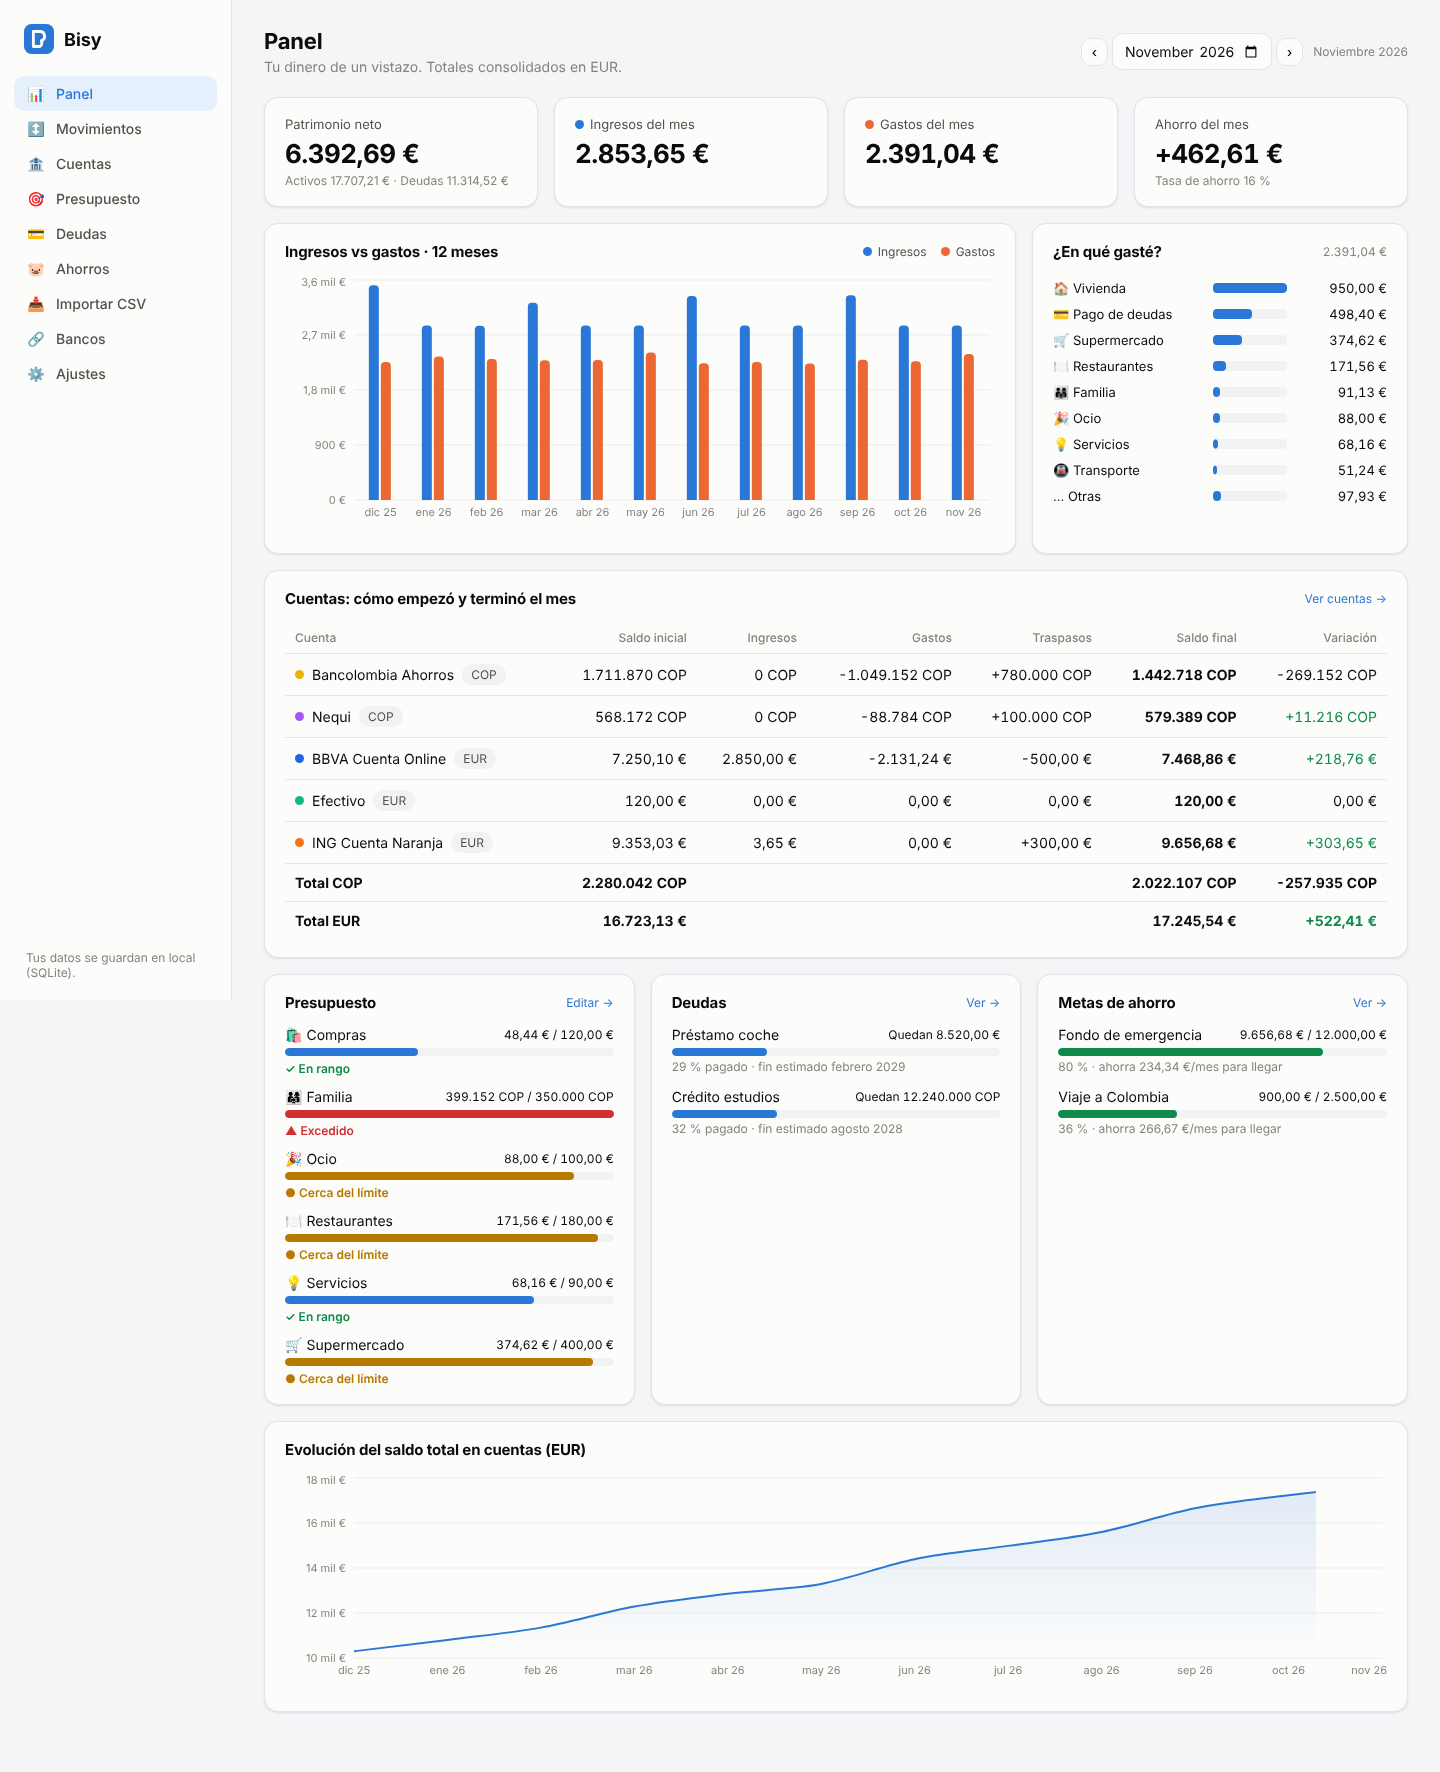 Bisy
Panel
Movimientos
Cuentas
Presupuesto
Deudas
Ahorros
Importar CSV
Bancos
Ajustes
Tus datos se guardan en local
(SQLite).
Panel
Tu dinero de un vistazo. Totales consolidados en EUR.
‹ November 2026 › Noviembre 2026
Patrimonio neto
6.392,69 €
Activos 17.707,21 € · Deudas 11.314,52 €
Ingresos del mes
2.853,65 €
Gastos del mes
2.391,04 €
Ahorro del mes
+462,61 €
Tasa de ahorro 16 %
Ingresos vs gastos · 12 meses
Ingresos Gastos
3,6 mil €
2,7 mil €
1,8 mil €
900 €
0 €
dic 25 ene 26 feb 26 mar 26 abr 26 may 26 jun 26 jul 26 ago 26 sep 26 oct 26 nov 26
¿En qué gasté? 2.391,04 €
Vivienda 950,00 €
Pago de deudas 498,40 €
Supermercado 374,62 €
Restaurantes 171,56 €
Familia 91,13 €
Ocio 88,00 €
Servicios 68,16 €
Transporte 51,24 €
... Otras 97,93 €
Cuentas: cómo empezó y terminó el mes Ver cuentas →
Cuenta Saldo inicial Ingresos Gastos Traspasos Saldo final Variación
Bancolombia Ahorros COP 1.711.870 COP 0 COP -1.049.152 COP +780.000 COP 1.442.718 COP -269.152 COP
Nequi COP 568.172 COP 0 COP -88.784 COP +100.000 COP 579.389 COP +11.216 COP
BBVA Cuenta Online EUR 7.250,10 € 2.850,00 € -2.131,24 € -500,00 € 7.468,86 € +218,76 €
Efectivo EUR 120,00 € 0,00 € 0,00 € 0,00 € 120,00 € 0,00 €
ING Cuenta Naranja EUR 9.353,03 € 3,65 € 0,00 € +300,00 € 9.656,68 € +303,65 €
Total COP 2.280.042 COP 2.022.107 COP -257.935 COP
Total EUR 16.723,13 € 17.245,54 € +522,41 €
Presupuesto Editar →
Compras 48,44 € / 120,00 €
✓ En rango
Familia 399.152 COP / 350.000 COP
▲ Excedido
Ocio 88,00 € / 100,00 €
● Cerca del límite
Restaurantes 171,56 € / 180,00 €
● Cerca del límite
Servicios 68,16 € / 90,00 €
✓ En rango
Supermercado 374,62 € / 400,00 €
● Cerca del límite
Deudas Ver →
Préstamo coche Quedan 8.520,00 €
29 % pagado · fin estimado febrero 2029
Crédito estudios Quedan 12.240.000 COP
32 % pagado · fin estimado agosto 2028
Metas de ahorro Ver →
Fondo de emergencia 9.656,68 € / 12.000,00 €
80 % · ahorra 234,34 €/mes para llegar
Viaje a Colombia 900,00 € / 2.500,00 €
36 % · ahorra 266,67 €/mes para llegar
Evolución del saldo total en cuentas (EUR)
18 mil €
16 mil €
14 mil €
12 mil €
10 mil €
dic 25 ene 26 feb 26 mar 26 abr 26 may 26 jun 26 jul 26 ago 26 sep 26 oct 26 nov 26